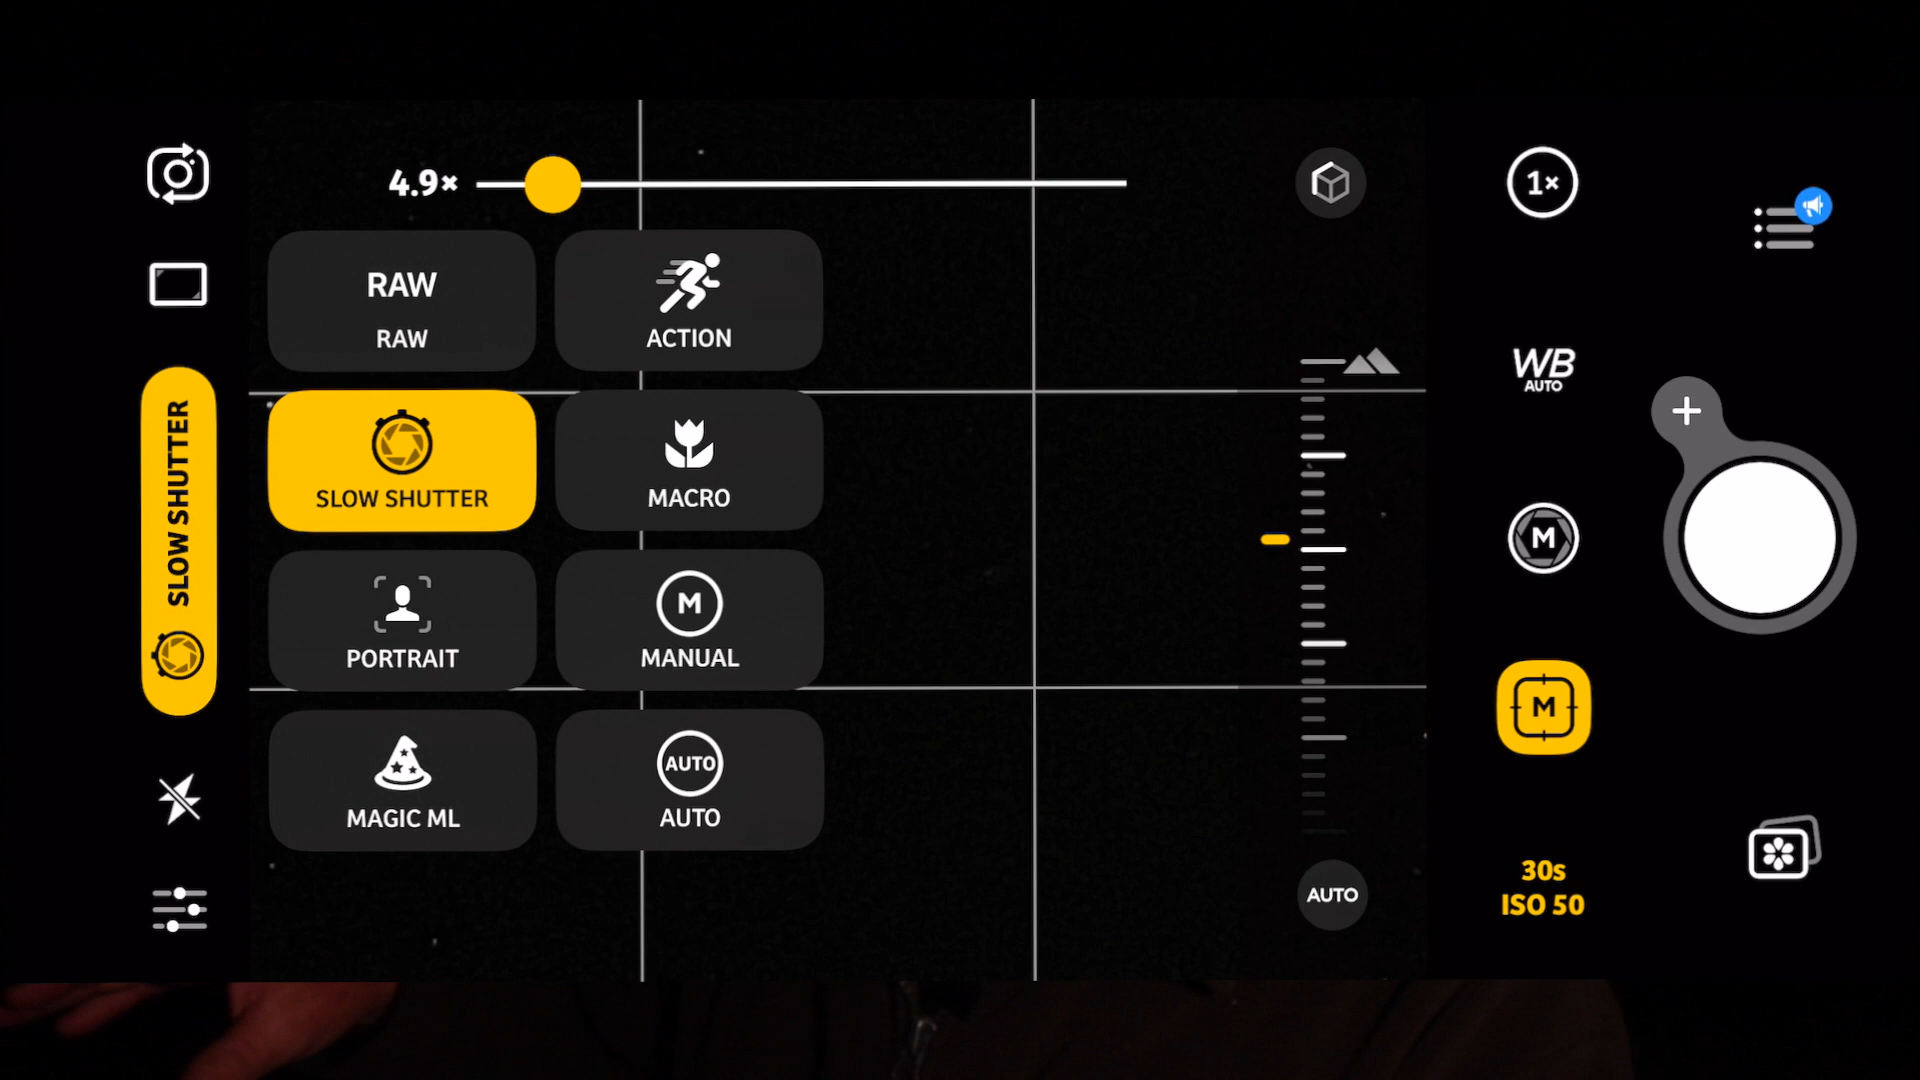 4.9×
1×
RAW
RAW
ACTION
WB
AUTO
SLOW SHUTTER
SLOW SHUTTER
MACRO
M
PORTRAIT
M
MANUAL
M
MAGIC ML
AUTO
AUTO
AUTO
30s
ISO 50